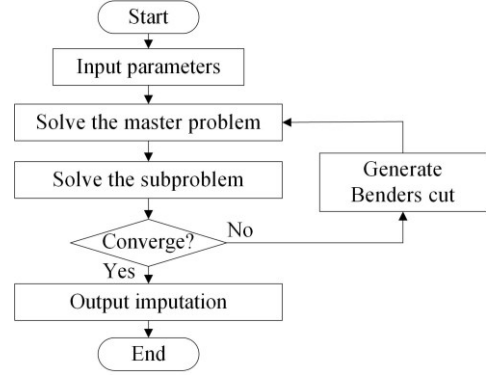 Start
Input parameters
Solve the master problem
Solve the subproblem
Generate
Benders cut
Converge?
No
Yes
Output imputation
End